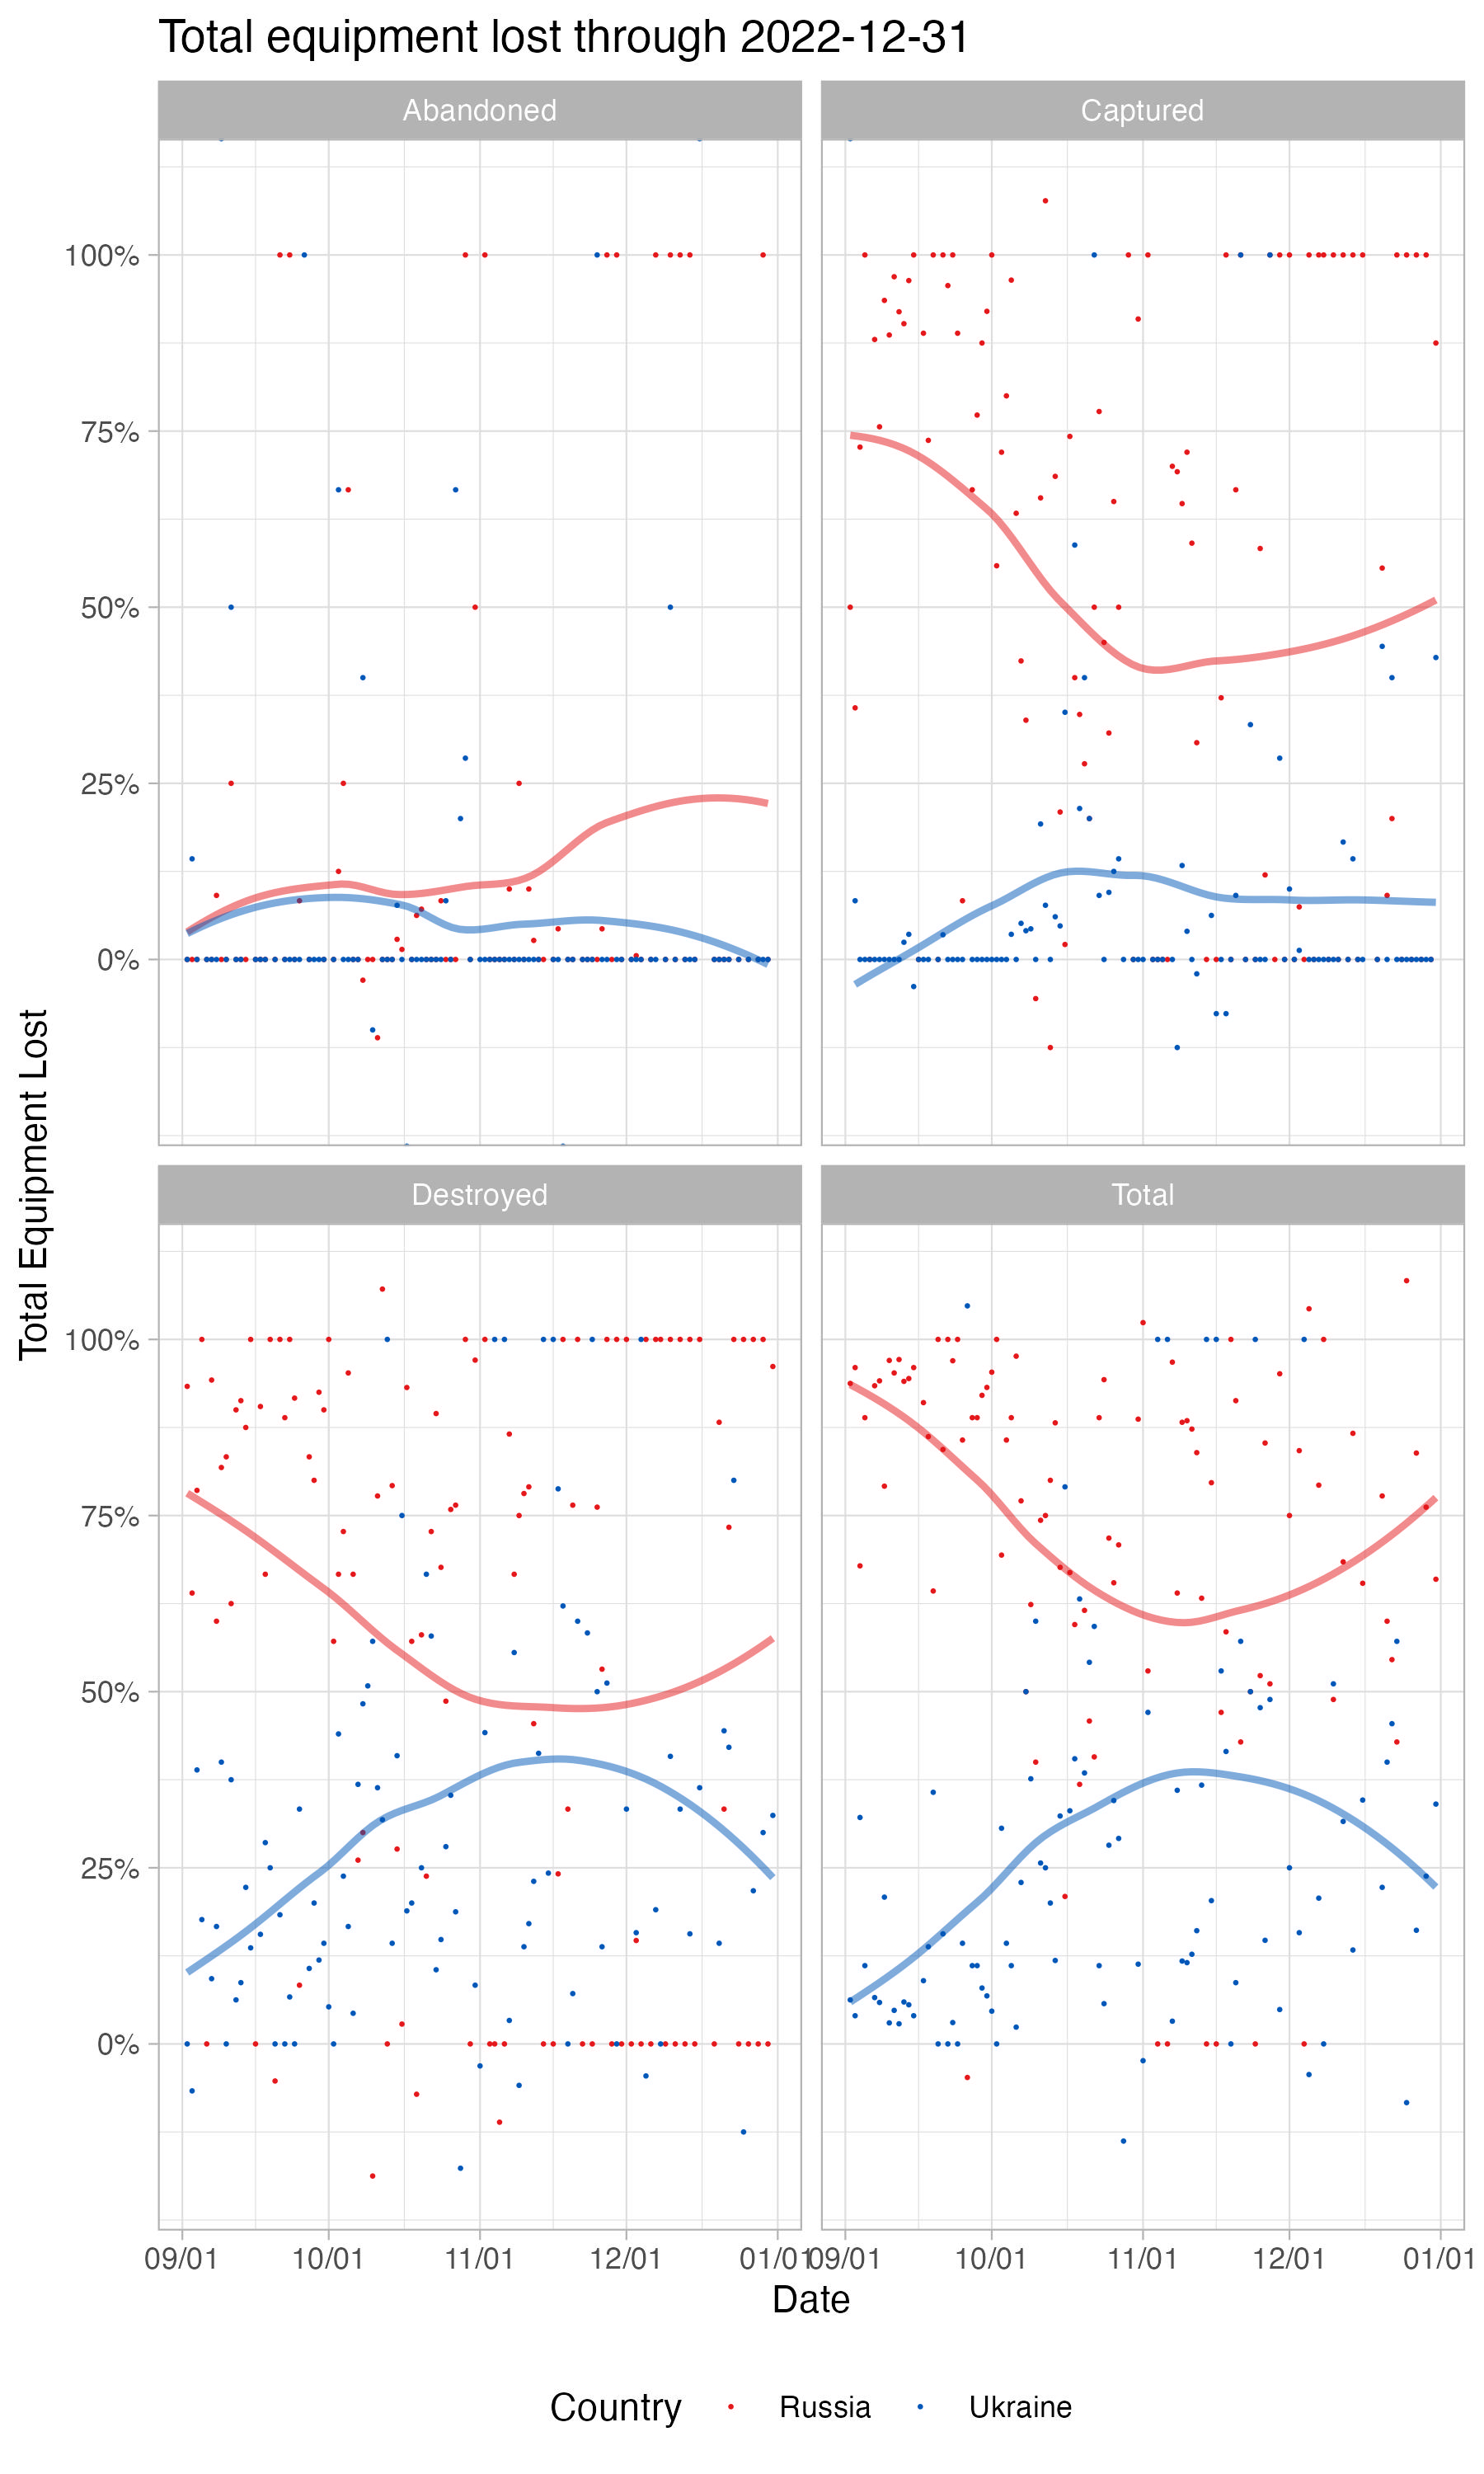 Total equipment lost through 2022-12-31
Abandoned
Captured
100%
75%
50%
25%
0%
Destroyed
Total
100%
75%
50%
25%
0%
Total Equipment Lost
09/01 10/01 11/01 12/01 01/01
09/01 10/01 11/01 12/01 01/01
Date
Country Russia Ukraine